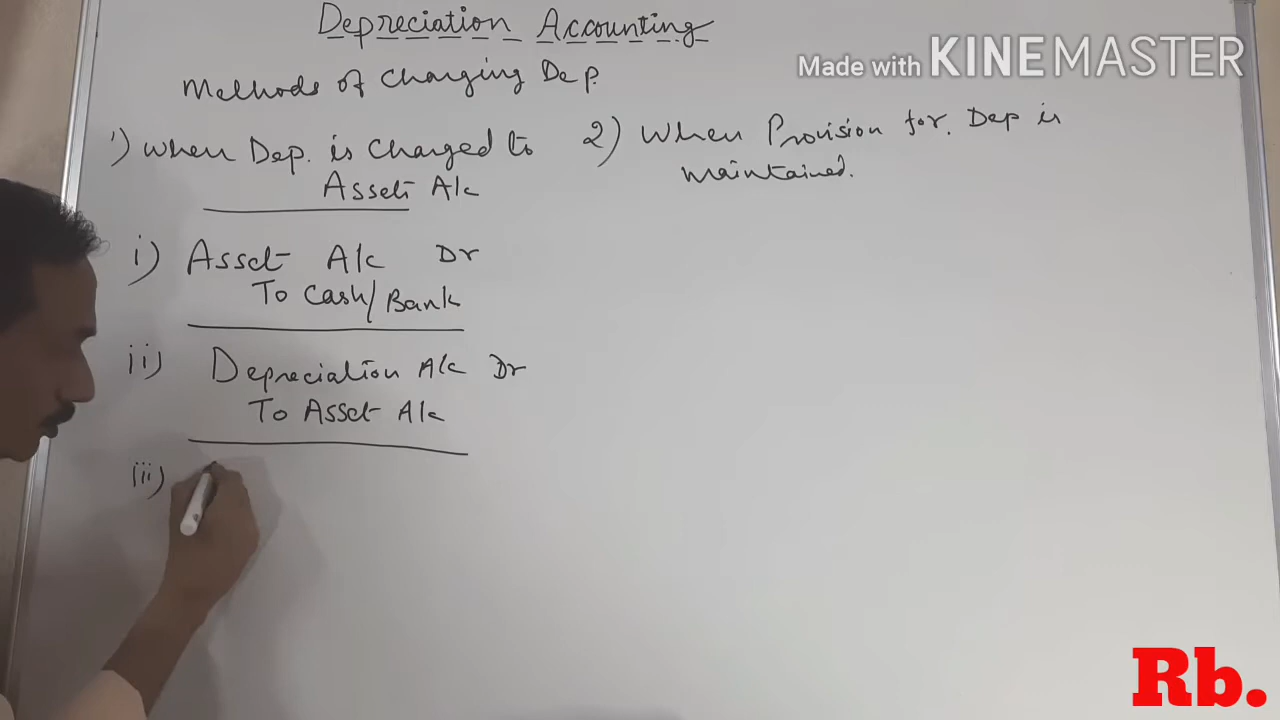 Depreciation Accounting
Made with KINEMASTER
Methods of Charging Dep.
1) When Dep. is Charged to Asset A/c
2) When Provision for. Dep is maintained.
i) Asset A/c Dr
To Cash/Bank
ii) Depreciation A/c Dr
To Asset A/c
iii)
Rb.